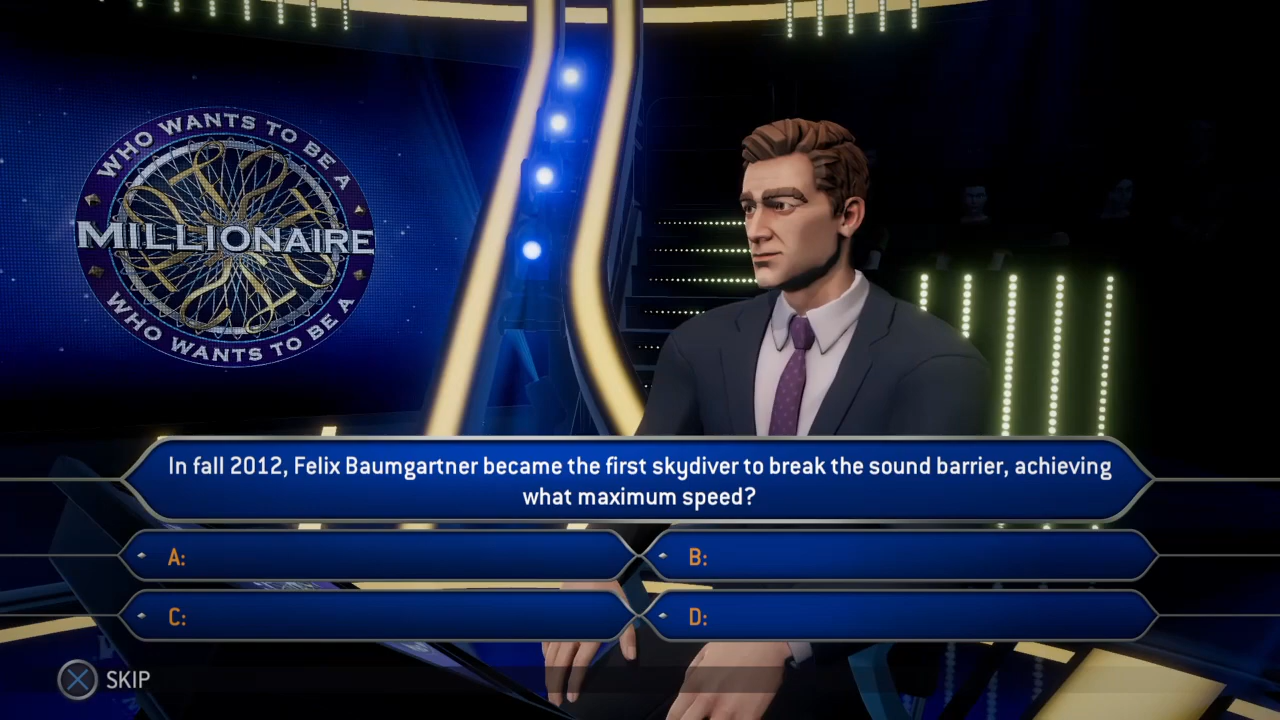 WHO WANTS TO BE A
MILLIONAIRE
WHO WANTS TO BE A
In fall 2012, Felix Baumgartner became the first skydiver to break the sound barrier, achieving
what maximum speed?
A:
B:
C:
D:
SKIP